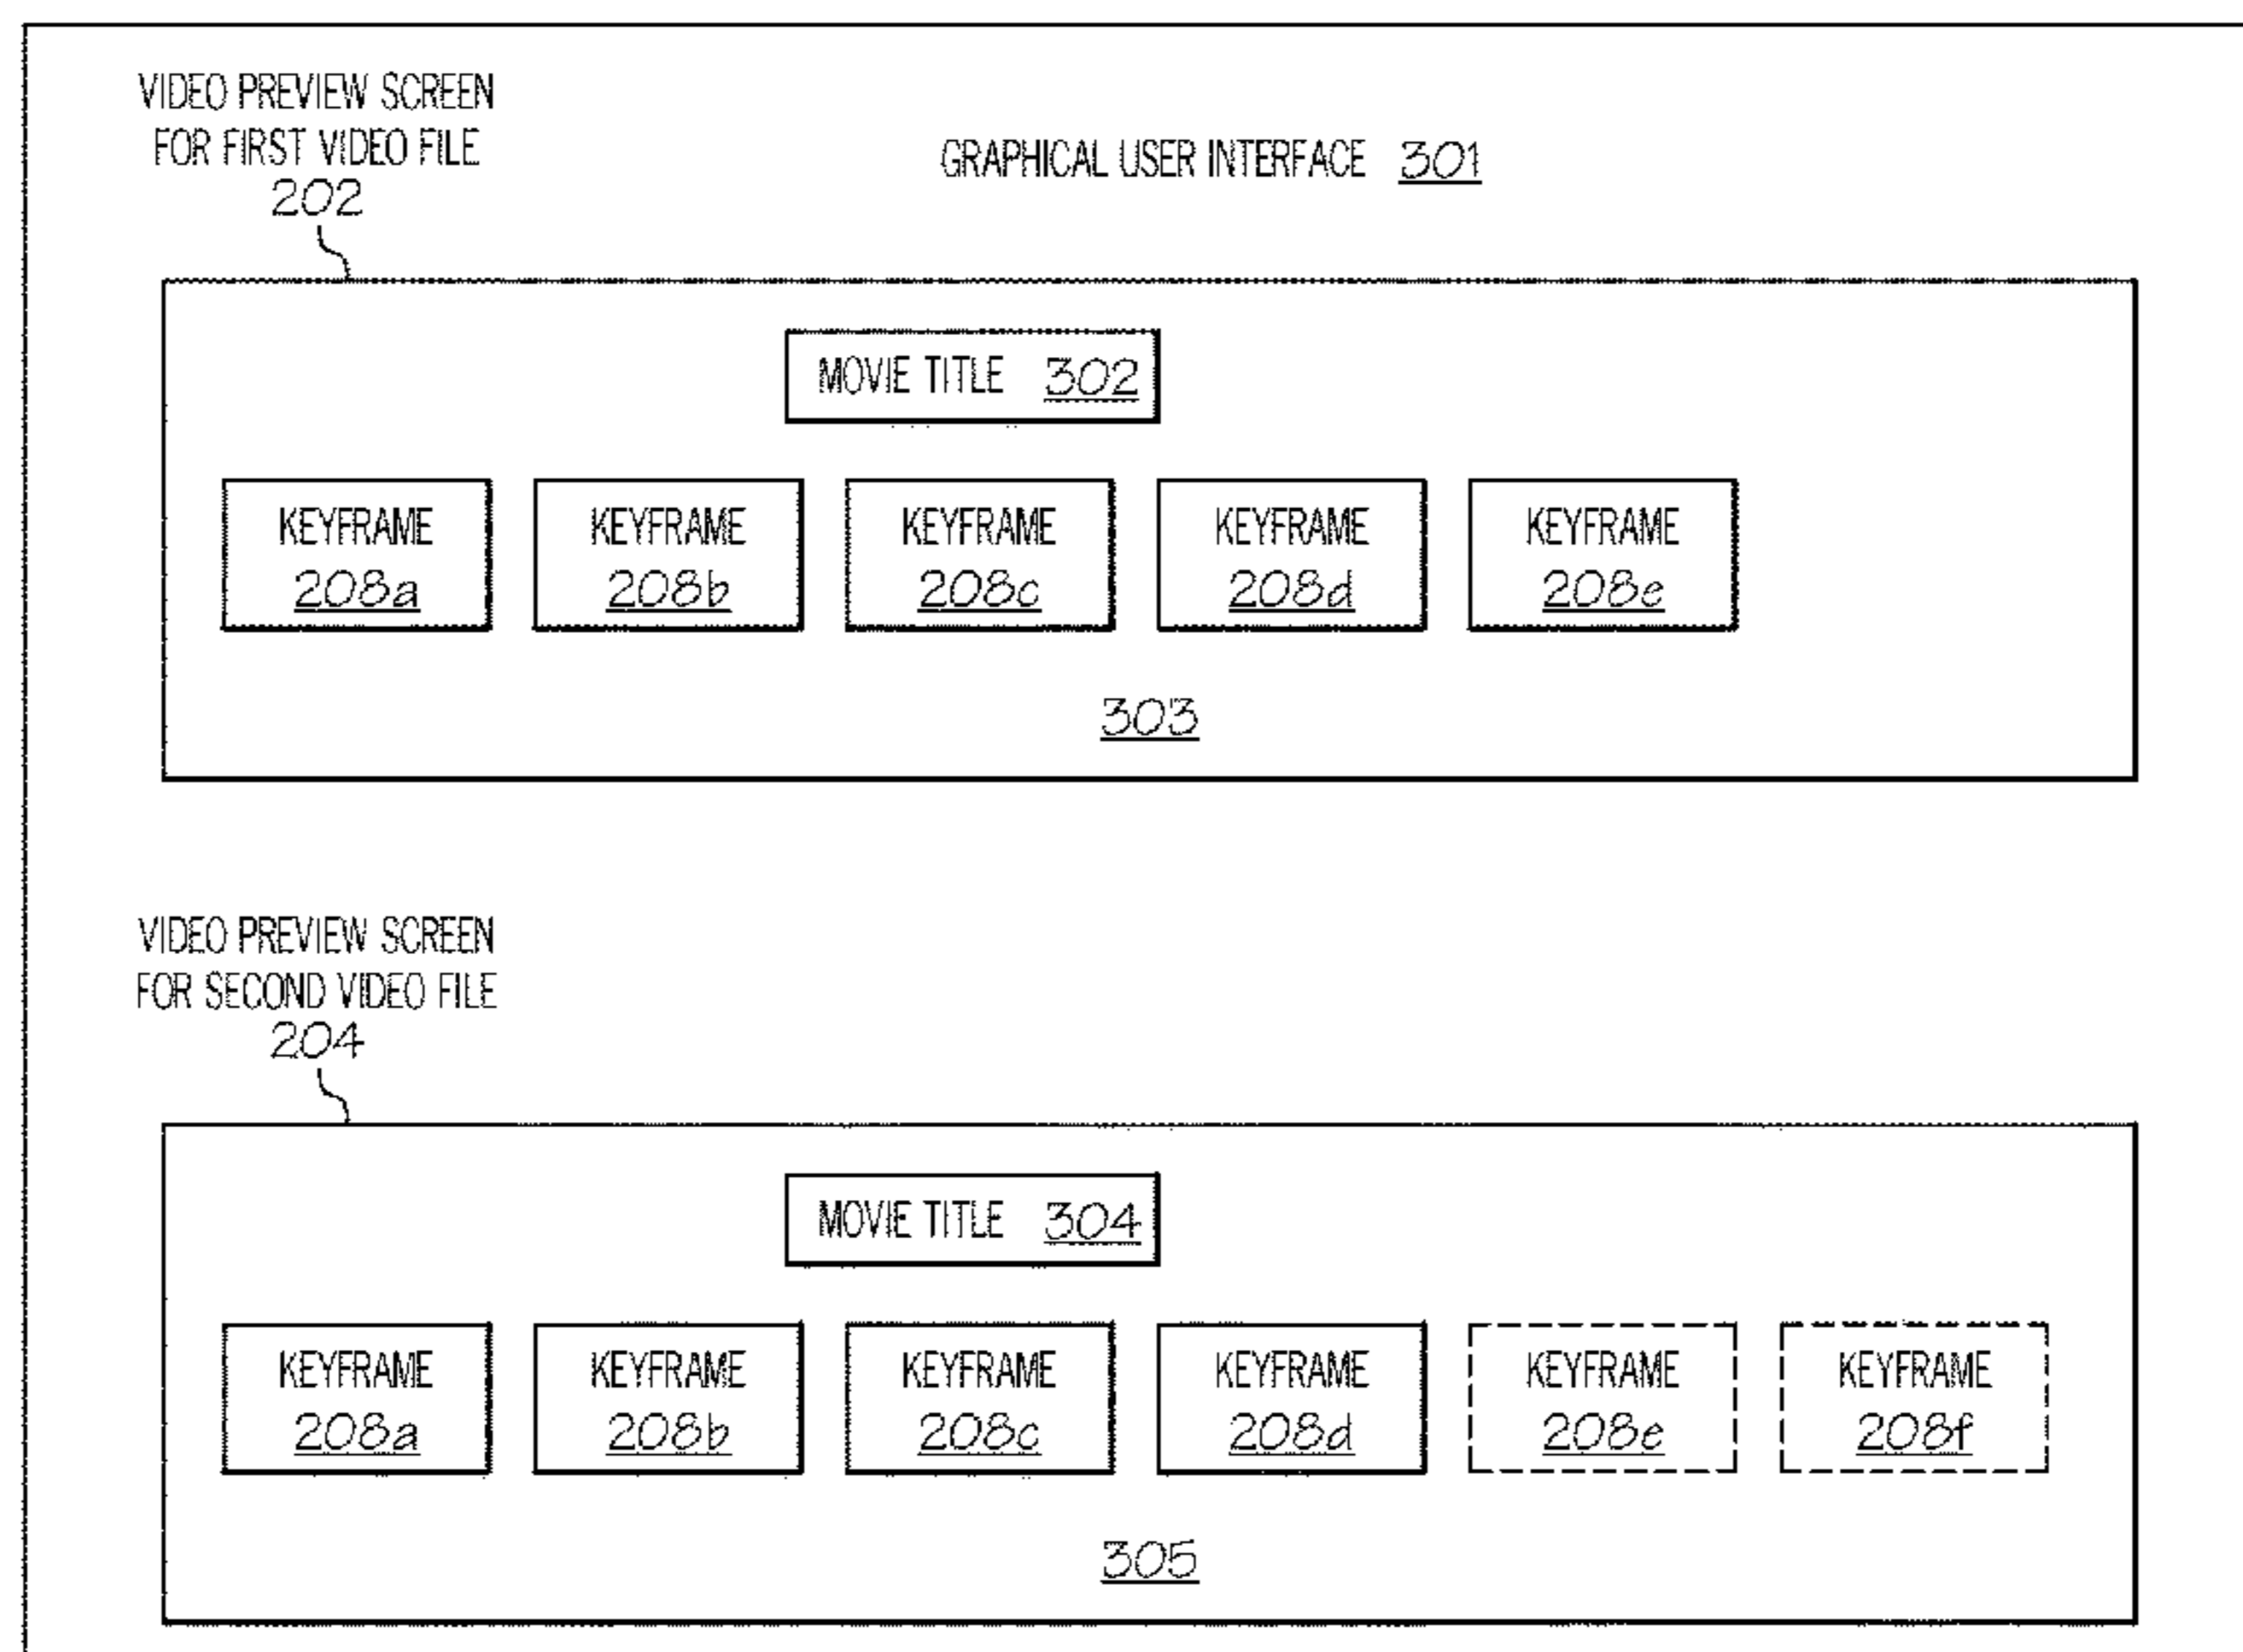 VIDEO PREVIEW SCREEN
FOR FIRST VIDEO FILE
202
GRAPHICAL USER INTERFACE 301
MOVIE TITLE 302
KEYFRAME 208a
KEYFRAME 208b
KEYFRAME 208c
KEYFRAME 208d
KEYFRAME 208e
303
VIDEO PREVIEW SCREEN
FOR SECOND VIDEO FILE
204
MOVIE TITLE 304
KEYFRAME 208a
KEYFRAME 208b
KEYFRAME 208c
KEYFRAME 208d
KEYFRAME 208e
KEYFRAME 208f
305